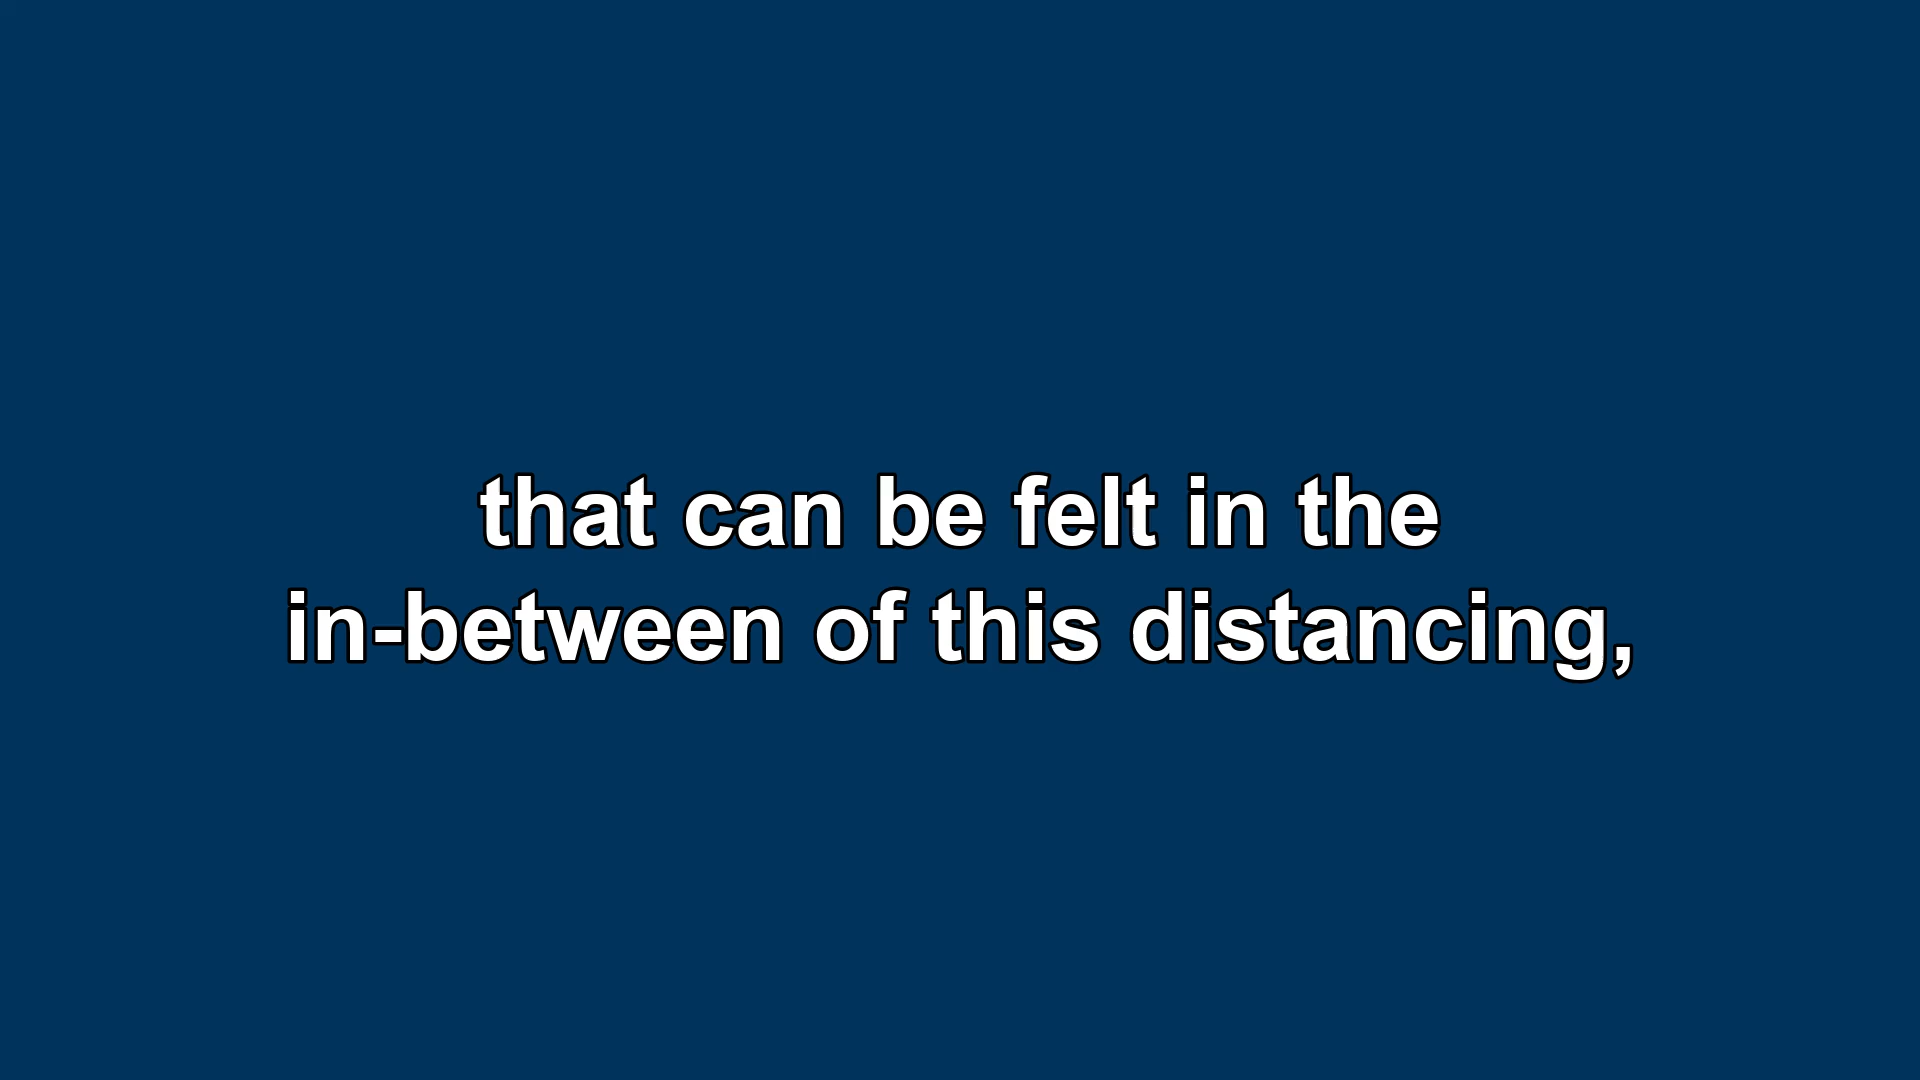 that can be felt in the
in-between of this distancing,